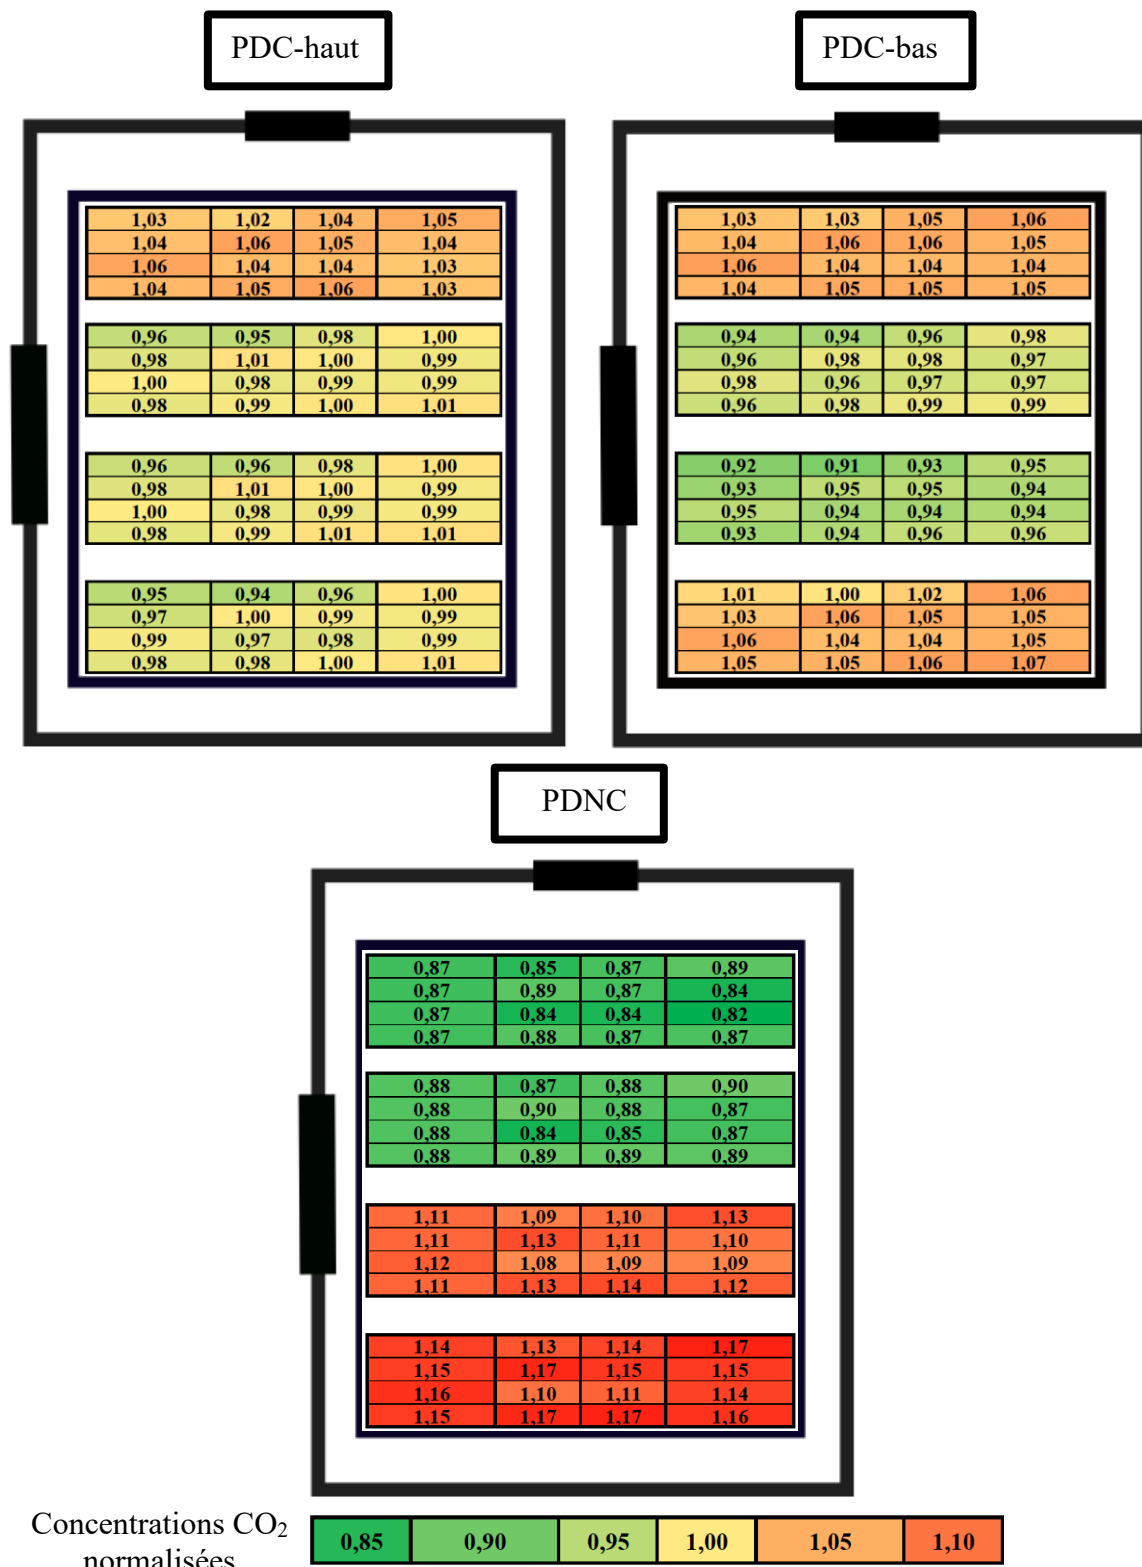 PDC-haut
1,03 1,02 1,04 1,05
1,04 1,06 1,05 1,04
1,06 1,04 1,04 1,03
1,04 1,05 1,06 1,03
0,96 0,95 0,98 1,00
0,98 1,01 1,00 0,99
1,00 0,98 0,99 0,99
0,98 0,99 1,00 1,01
0,96 0,96 0,98 1,00
0,98 1,01 1,00 0,99
1,00 0,98 0,99 0,99
0,98 0,99 1,01 1,01
0,95 0,94 0,96 1,00
0,97 1,00 0,99 0,99
0,99 0,97 0,98 0,99
0,98 0,98 1,00 1,01
PDC-bas
1,03 1,03 1,05 1,06
1,04 1,06 1,06 1,05
1,06 1,04 1,04 1,04
1,04 1,05 1,05 1,05
0,94 0,94 0,96 0,98
0,96 0,98 0,98 0,97
0,98 0,96 0,97 0,97
0,96 0,98 0,99 0,99
0,92 0,91 0,93 0,95
0,93 0,95 0,95 0,94
0,95 0,94 0,94 0,94
0,93 0,94 0,96 0,96
1,01 1,00 1,02 1,06
1,03 1,06 1,05 1,05
1,06 1,04 1,04 1,05
1,05 1,05 1,06 1,07
PDNC
0,87 0,85 0,87 0,89
0,87 0,89 0,87 0,84
0,87 0,84 0,84 0,82
0,87 0,88 0,87 0,87
0,88 0,87 0,88 0,90
0,88 0,90 0,88 0,87
0,88 0,84 0,85 0,87
0,88 0,89 0,89 0,89
1,11 1,09 1,10 1,13
1,11 1,13 1,11 1,10
1,12 1,08 1,09 1,09
1,11 1,13 1,14 1,12
1,14 1,13 1,14 1,17
1,15 1,17 1,15 1,15
1,16 1,10 1,11 1,14
1,15 1,17 1,17 1,16
Concentrations CO₂
normalisées
0,85 0,90 0,95 1,00 1,05 1,10